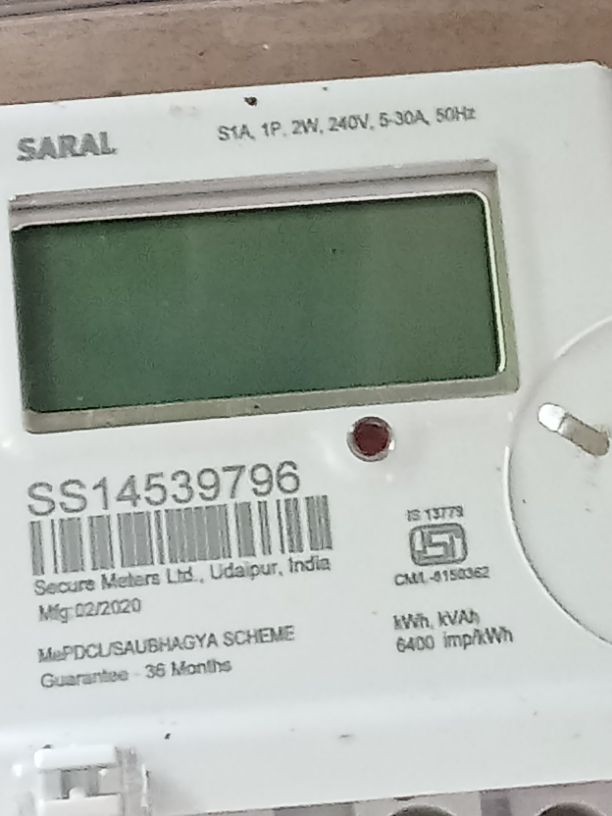 SARAL
S1A, 1P, 2W, 240V, 5-30A, 50Hz
SS14539796
Secure Meters Ltd., Udaipur, India
Mfg:02/2020
MePDCL/SAUBHAGYA SCHEME
Guarantee - 36 Months
IS 13779
ISI
CM/L-8150362
kWh, kVAh
6400 imp/kWh